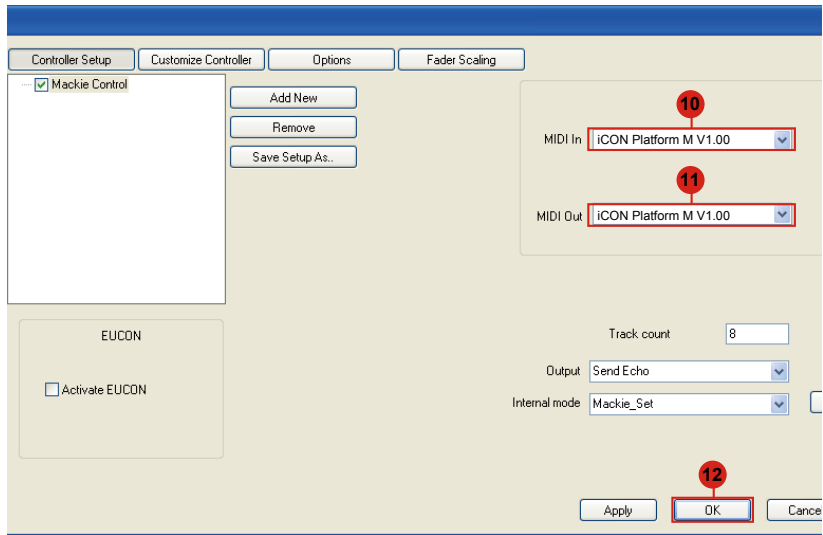 Controller Setup Customize Controller Options Fader Scaling
Mackie Control
Add New
Remove
Save Setup As..
10
MIDI In iCON Platform M V1.00
11
MIDI Out iCON Platform M V1.00
EUCON
Activate EUCON
Track count 8
Output Send Echo
Internal mode Mackie_Set
12
Apply OK Cancel